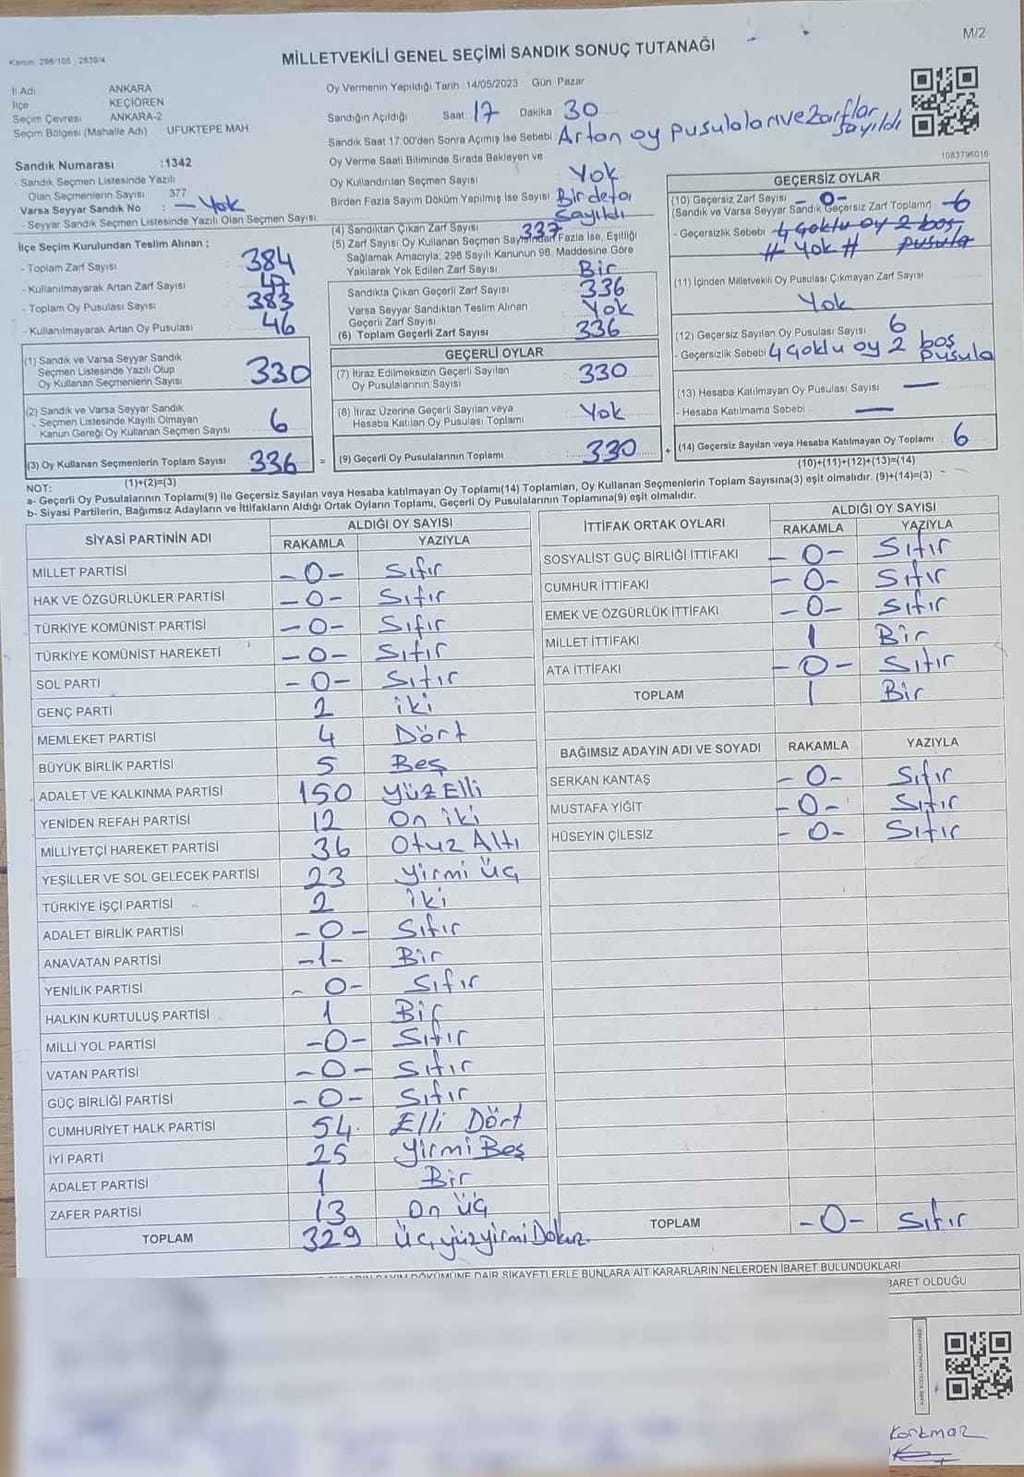 M/2
Kanun: 298/105 2839/4
MİLLETVEKİLİ GENEL SEÇİMİ SANDIK SONUÇ TUTANAĞI
İl Adı ANKARA
İlçe KEÇİÖREN
Seçim Çevresi ANKARA-2
Seçim Bölgesi (Mahalle Adı) UFUKTEPE MAH
Sandık Numarası :1342
- Sandık Seçmen Listesinde Yazılı
Olan Seçmenlerin Sayısı 377
Varsa Seyyar Sandık No : — Yok
- Seyyar Sandık Seçmen Listesinde Yazılı Olan Seçmen Sayısı:
Oy Vermenin Yapıldığı Tarih :14/05/2023 Gün :Pazar
Sandığın Açıldığı Saat: 17 Dakika 30
Sandık Saat 17:00'den Sonra Açımış İse Sebebi: Artan oy pusulaları ve zarflar
sayıldı
Oy Verme Saati Bitiminde Sırada Bekleyen ve
Oy Kullandırılan Seçmen Sayısı Yok
Birden Fazla Sayım Döküm Yapılmış İse Sayısı Bir defa
Sayıldı
1083796016
İlçe Seçim Kurulundan Teslim Alınan :
- Toplam Zarf Sayısı 384
- Kullanılmayarak Artan Zarf Sayısı 47
- Toplam Oy Pusulası Sayısı 383
- Kullanılmayarak Artan Oy Pusulası 46
(1) Sandık ve Varsa Seyyar Sandık
Seçmen Listesinde Yazılı Olup
Oy Kullanan Seçmenlerin Sayısı 330
(2) Sandık ve Varsa Seyyar Sandık
Seçmen Listesinde Kayıtlı Olmayan
Kanun Gereği Oy Kullanan Seçmen Sayısı 6
(3) Oy Kullanan Seçmenlerin Toplam Sayısı 336 =
(1)+(2)=(3)
(4) Sandıktan Çıkan Zarf Sayısı 337
(5) Zarf Sayısı Oy Kullanan Seçmen Sayısından Fazla İse, Eşitliği
Sağlamak Amacıyla, 298 Sayılı Kanunun 98. Maddesine Göre
Yakılarak Yok Edilen Zarf Sayısı Bir
Sandıkta Çıkan Geçerli Zarf Sayısı 336
Varsa Seyyar Sandıktan Teslim Alınan
Geçerli Zarf Sayısı Yok
(6) Toplam Geçerli Zarf Sayısı 336
GEÇERLİ OYLAR
(7) İtiraz Edilmeksizin Geçerli Sayılan
Oy Pusulalarının Sayısı 330
(8) İtiraz Üzerine Geçerli Sayılan veya
Hesaba Katılan Oy Pusulası Toplamı Yok
(9) Geçerli Oy Pusulalarının Toplamı 330 +
GEÇERSİZ OYLAR
(10) Geçersiz Zarf Sayısı — 0 —
(Sandık ve Varsa Seyyar Sandık Geçersiz Zarf Toplamı) 6
- Geçersizlik Sebebi 4 Çoklu oy 2 boş
# Yok # pusula
(11) İçinden Milletvekili Oy Pusulası Çıkmayan Zarf Sayısı
Yok
(12) Geçersiz Sayılan Oy Pusulası Sayısı 6
- Geçersizlik Sebebi 4 Çoklu oy 2 boş
pusula
(13) Hesaba Katılmayan Oy Pusulası Sayısı —
- Hesaba Katılmama Sebebi —
(14) Geçersiz Sayılan veya Hesaba Katılmayan Oy Toplamı 6
(10)+(11)+(12)+(13)=(14)
NOT:
a- Geçerli Oy Pusulalarının Toplamı(9) ile Geçersiz Sayılan veya Hesaba katılmayan Oy Toplamı(14) Toplamları, Oy Kullanan Seçmenlerin Toplam Sayısına(3) eşit olmalıdır. (9)+(14)=(3)
b- Siyasi Partilerin, Bağımsız Adayların ve İttifakların Aldığı Ortak Oyların Toplamı, Geçerli Oy Pusulalarının Toplamına(9) eşit olmalıdır.
SİYASİ PARTİNİN ADI ALDIĞI OY SAYISI
RAKAMLA YAZIYLA
MİLLET PARTİSİ -0- Sıfır
HAK VE ÖZGÜRLÜKLER PARTİSİ -0- Sıfır
TÜRKİYE KOMÜNİST PARTİSİ -0- Sıfır
TÜRKİYE KOMÜNİST HAREKETİ -0- Sıfır
SOL PARTİ -0- Sıfır
GENÇ PARTİ 2 iki
MEMLEKET PARTİSİ 4 Dört
BÜYÜK BİRLİK PARTİSİ 5 Beş
ADALET VE KALKINMA PARTİSİ 150 yüz Elli
YENİDEN REFAH PARTİSİ 12 On iki
MİLLİYETÇİ HAREKET PARTİSİ 36 Otuz Altı
YEŞİLLER VE SOL GELECEK PARTİSİ 23 yirmi üç
TÜRKİYE İŞÇİ PARTİSİ 2 iki
ADALET BİRLİK PARTİSİ -0- Sıfır
ANAVATAN PARTİSİ -1- Bir
YENİLİK PARTİSİ -0- Sıfır
HALKIN KURTULUŞ PARTİSİ 1 Bir
MİLLİ YOL PARTİSİ -0- Sıfır
VATAN PARTİSİ -0- Sıfır
GÜÇ BİRLİĞİ PARTİSİ -0- Sıfır
CUMHURİYET HALK PARTİSİ 54 Elli Dört
İYİ PARTİ 25 yirmi Beş
ADALET PARTİSİ 1 Bir
ZAFER PARTİSİ 13 On üç
TOPLAM 329 üçyüzyirmiDokuz
İTTİFAK ORTAK OYLARI ALDIĞI OY SAYISI
RAKAMLA YAZIYLA
SOSYALİST GÜÇ BİRLİĞİ İTTİFAKI -0- Sıfır
CUMHUR İTTİFAKI -0- Sıfır
EMEK VE ÖZGÜRLÜK İTTİFAKI -0- Sıfır
MİLLET İTTİFAKI 1 Bir
ATA İTTİFAKI -0- Sıfır
TOPLAM 1 Bir
BAĞIMSIZ ADAYIN ADI VE SOYADI RAKAMLA YAZIYLA
SERKAN KANTAŞ -0- Sıfır
MUSTAFA YİĞİT -0- Sıfır
HÜSEYİN ÇİLESİZ -0- Sıfır
TOPLAM -0- Sıfır
DÖKÜMÜNE DAİR ŞİKAYETLERLE BUNLARA AİT KARARLARIN NELERDEN İBARET BULUNDUKLARI
BARET OLDUĞU
Korkmaz